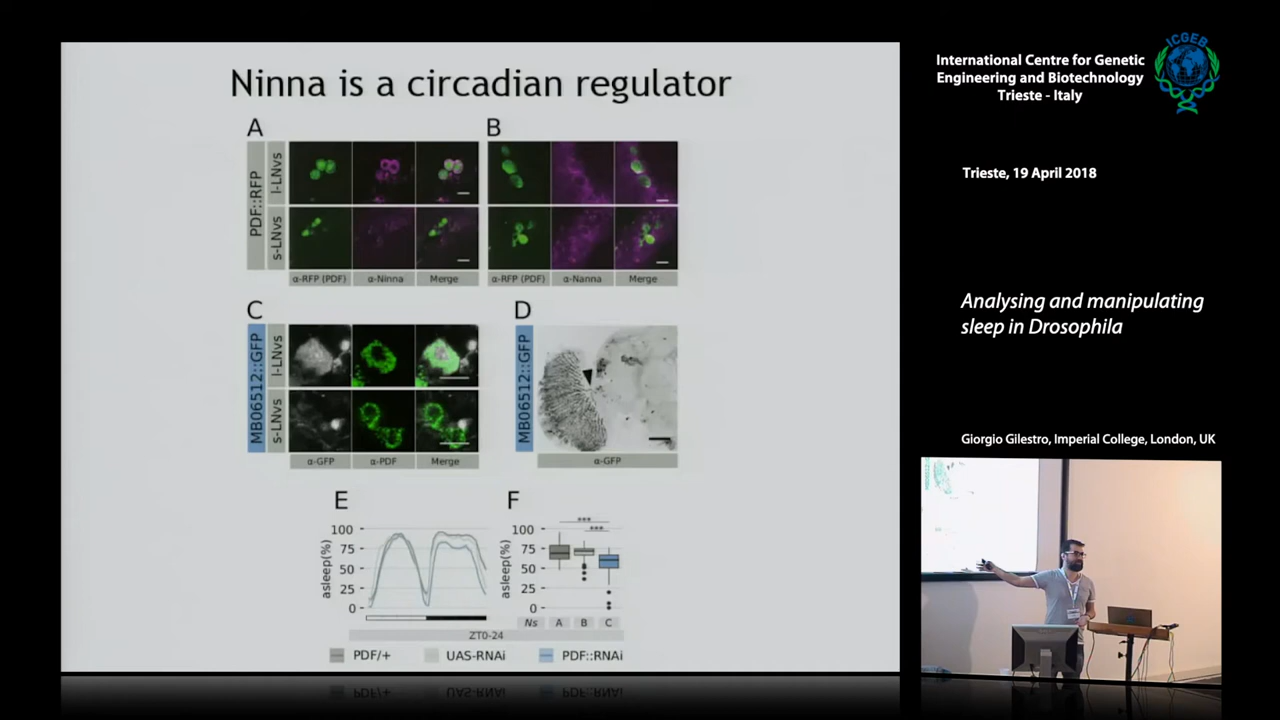 Ninna is a circadian regulator
A
B
PDF::RFP
l-LNvs
s-LNvs
α-RFP (PDF)
α-Ninna
Merge
α-RFP (PDF)
α-Nanna
Merge
C
D
MB06512::GFP
l-LNvs
s-LNvs
MB06512::GFP
α-GFP
α-PDF
Merge
α-GFP
E
F
asleep(%)
100
75
50
25
0
asleep(%)
100
75
50
25
0
***
***
Ns
A
B
C
ZT0-24
PDF/+
UAS-RNAi
PDF::RNAi
ICGEB
International Centre for Genetic
Engineering and Biotechnology
Trieste - Italy
Trieste, 19 April 2018
Analysing and manipulating
sleep in Drosophila
Giorgio Gilestro, Imperial College, London, UK